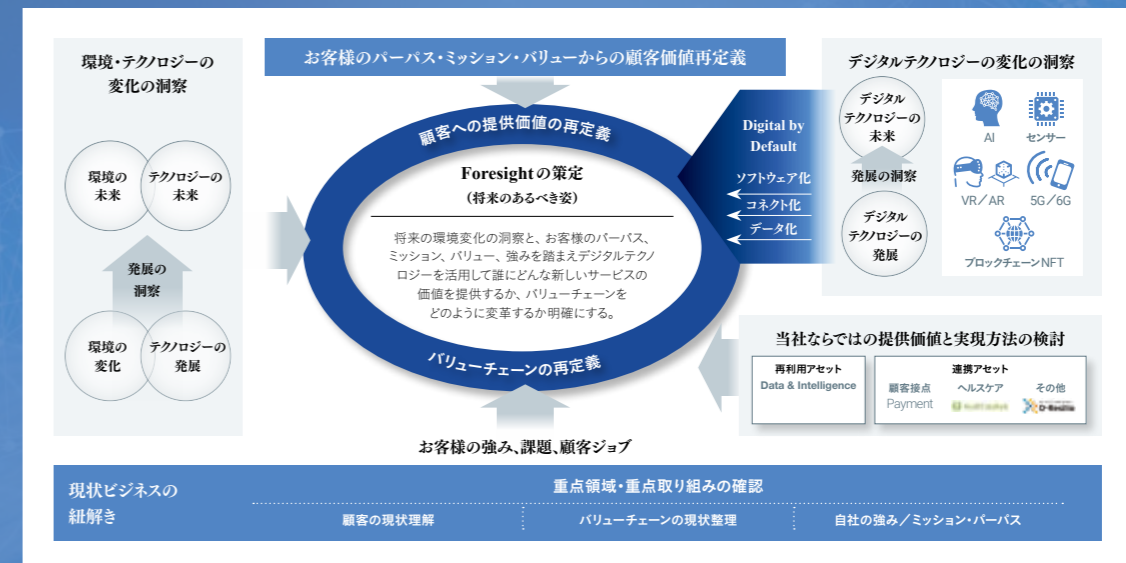 環境・テクノロジーの
変化の洞察
環境の
未来
テクノロジーの
未来
発展の
洞察
環境の
変化
テクノロジーの
発展
お客様のパーパス・ミッション・バリューからの顧客価値再定義
顧客への提供価値の再定義
Foresightの策定
(将来のあるべき姿)
将来の環境変化の洞察と、お客様のパーパス、
ミッション、バリュー、強みを踏まえデジタルテクノ
ロジーを活用して誰にどんな新しいサービスの
価値を提供するか、バリューチェーンを
どのように変革するか明確にする。
バリューチェーンの再定義
お客様の強み、課題、顧客ジョブ
Digital by
Default
ソフトウェア化
コネクト化
データ化
デジタルテクノロジーの変化の洞察
デジタル
テクノロジーの
未来
発展の洞察
デジタル
テクノロジーの
発展
AI
センサー
VR/AR
5G/6G
ブロックチェーンNFT
当社ならではの提供価値と実現方法の検討
再利用アセット
Data & Intelligence
連携アセット
顧客接点
Payment
ヘルスケア
その他
D-Resilio
現状ビジネスの
紐解き
重点領域・重点取り組みの確認
顧客の現状理解
バリューチェーンの現状整理
自社の強み/ミッション・パーパス